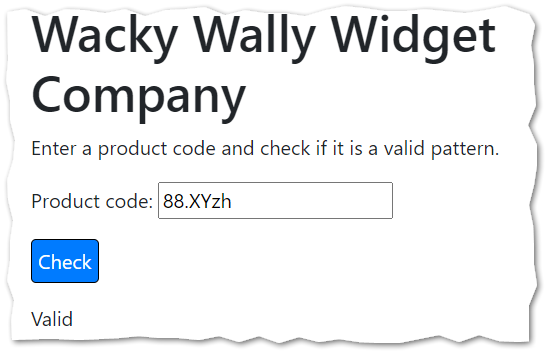 Wacky Wally Widget
Company
Enter a product code and check if it is a valid pattern.
Product code: 88.XYzh
Check
Valid